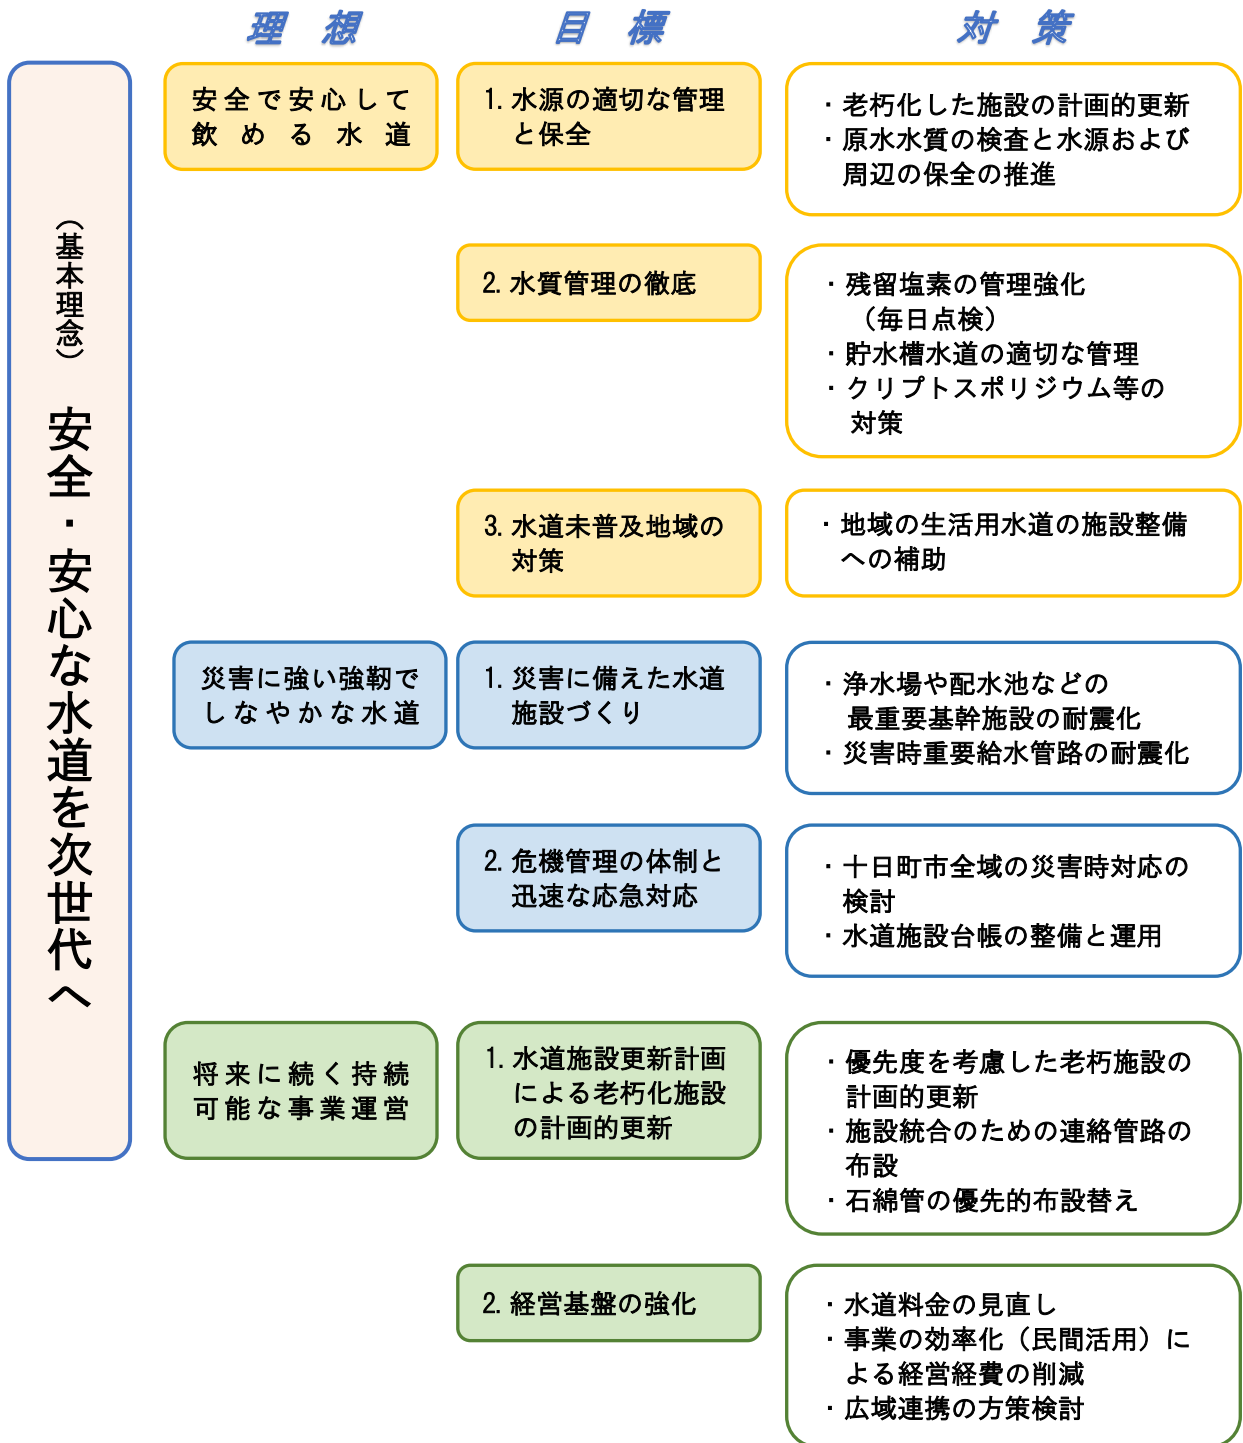 理想 目標 対策
（基本理念） 安全・安心な水道を次世代へ
安全で安心して
飲める水道
1. 水源の適切な管理
と保全
・老朽化した施設の計画的更新
・原水水質の検査と水源および
周辺の保全の推進
2. 水質管理の徹底
・残留塩素の管理強化
（毎日点検）
・貯水槽水道の適切な管理
・クリプトスポリジウム等の
対策
3. 水道未普及地域の
対策
・地域の生活用水道の施設整備
への補助
災害に強い強靭で
しなやかな水道
1. 災害に備えた水道
施設づくり
・浄水場や配水池などの
最重要基幹施設の耐震化
・災害時重要給水管路の耐震化
2. 危機管理の体制と
迅速な応急対応
・十日町市全域の災害時対応の
検討
・水道施設台帳の整備と運用
将来に続く持続
可能な事業運営
1. 水道施設更新計画
による老朽化施設
の計画的更新
・優先度を考慮した老朽施設の
計画的更新
・施設統合のための連絡管路の
布設
・石綿管の優先的布設替え
2. 経営基盤の強化
・水道料金の見直し
・事業の効率化（民間活用）に
よる経営経費の削減
・広域連携の方策検討